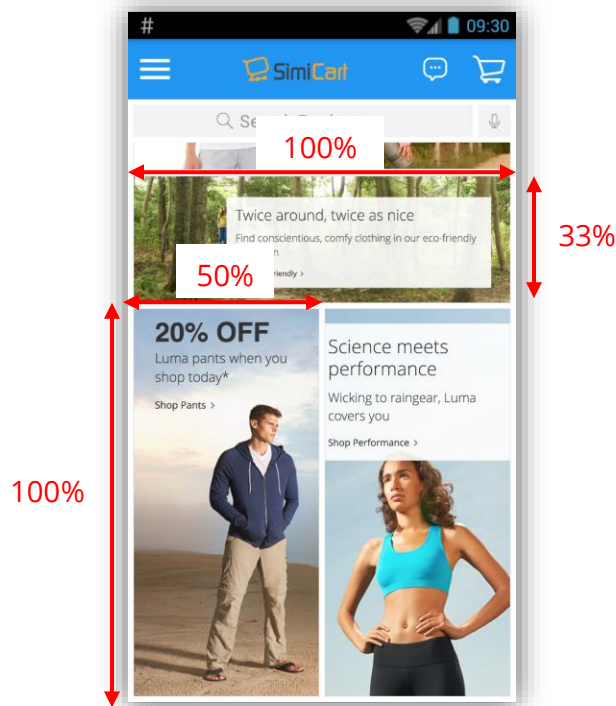 #
09:30
SimiCart
100%
33%
Twice around, twice as nice
Find conscientious, comfy clothing in our eco-friendly
50%
20% OFF
Luma pants when you
shop today*
Shop Pants >
Science meets
performance
Wicking to raingear, Luma
covers you
Shop Performance >
100%